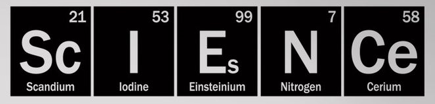 21 53 99 7 58
Sc I Es N Ce
Scandium Iodine Einsteinium Nitrogen Cerium